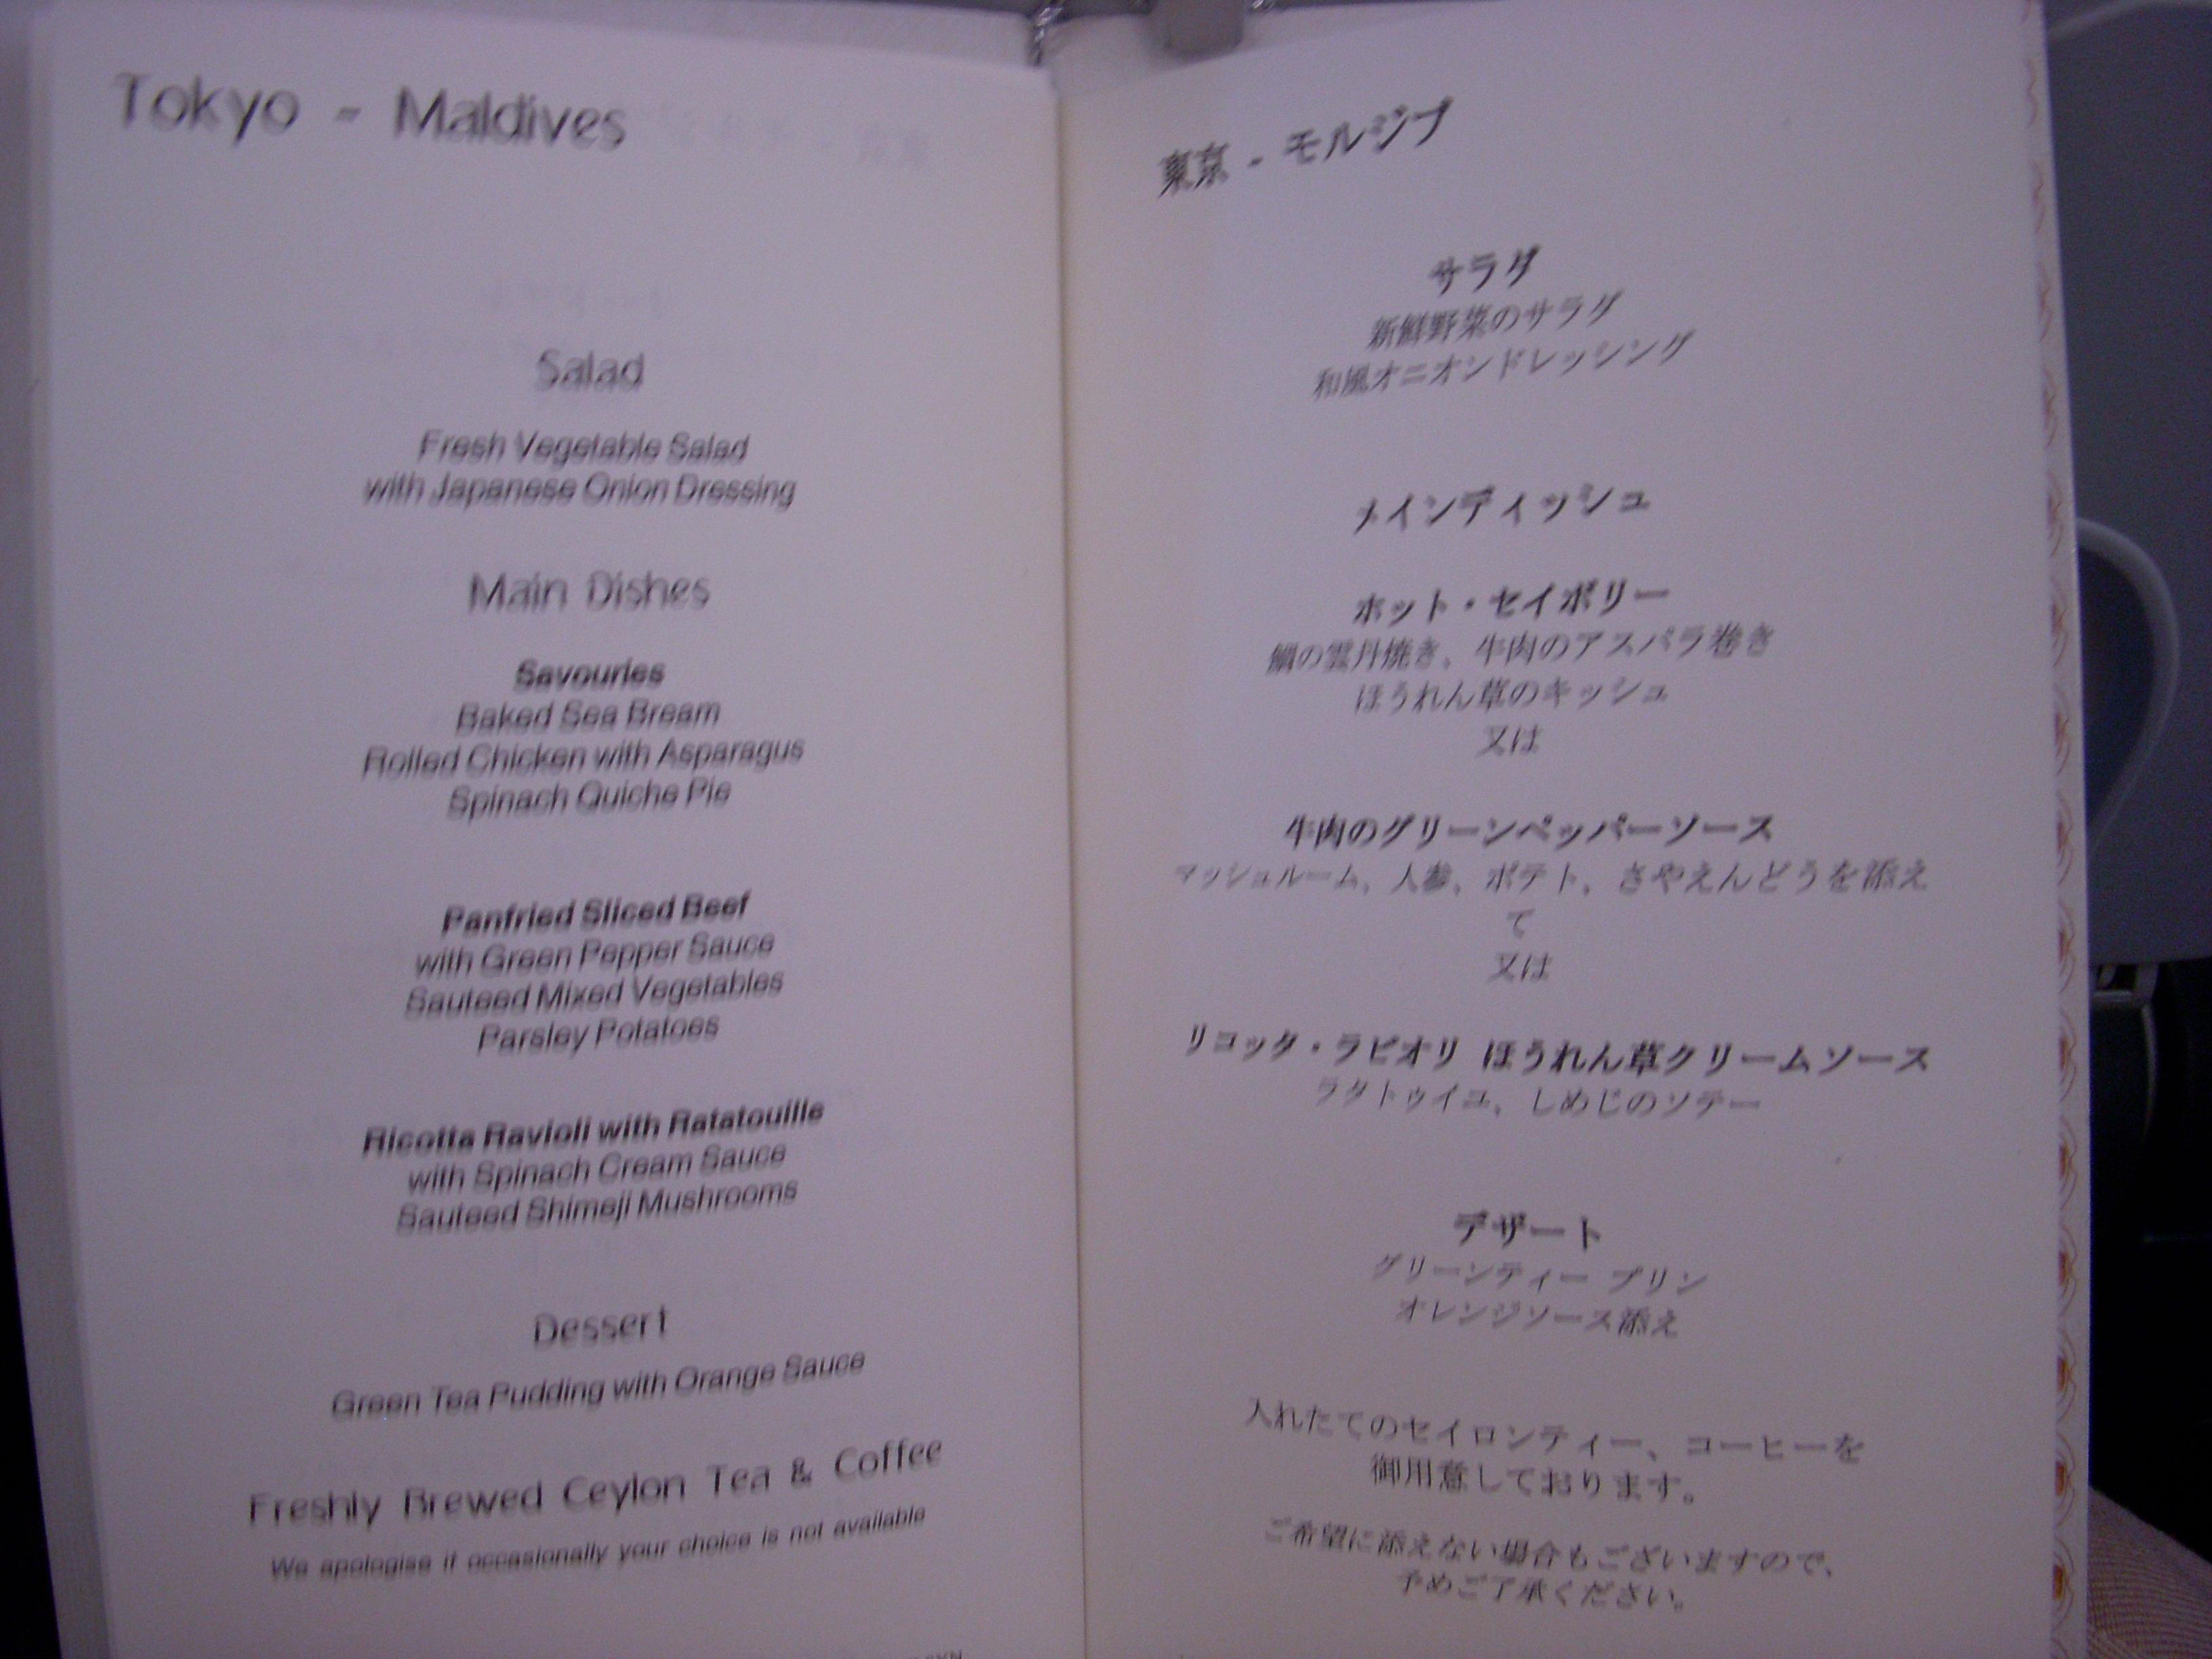 Tokyo - Maldives
Salad
Fresh Vegetable Salad
with Japanese Onion Dressing
Main Dishes
Savouries
Baked Sea Bream
Rolled Chicken with Asparagus
Spinach Quiche Pie
Panfried Sliced Beef
with Green Pepper Sauce
Sauteed Mixed Vegetables
Parsley Potatoes
Ricotta Ravioli with Ratatouille
with Spinach Cream Sauce
Sauteed Shimeji Mushrooms
Dessert
Green Tea Pudding with Orange Sauce
Freshly Brewed Ceylon Tea & Coffee
We apologise if occasionally your choice is not available
東京 - モルジブ
サラダ
新鮮野菜のサラダ
和風オニオンドレッシング
メインディッシュ
ホット・セイボリー
鯛の雲丹焼き、牛肉のアスパラ巻き
ほうれん草のキッシュ
又は
牛肉のグリーンペッパーソース
マッシュルーム、人参、ポテト、さやえんどうを添え
て
又は
リコッタ・ラビオリ ほうれん草クリームソース
ラタトゥイユ、しめじのソテー
デザート
グリーンティー プリン
オレンジソース添え
入れたてのセイロンティー、コーヒーを
御用意しております。
ご希望に添えない場合もございますので、
予めご了承ください。